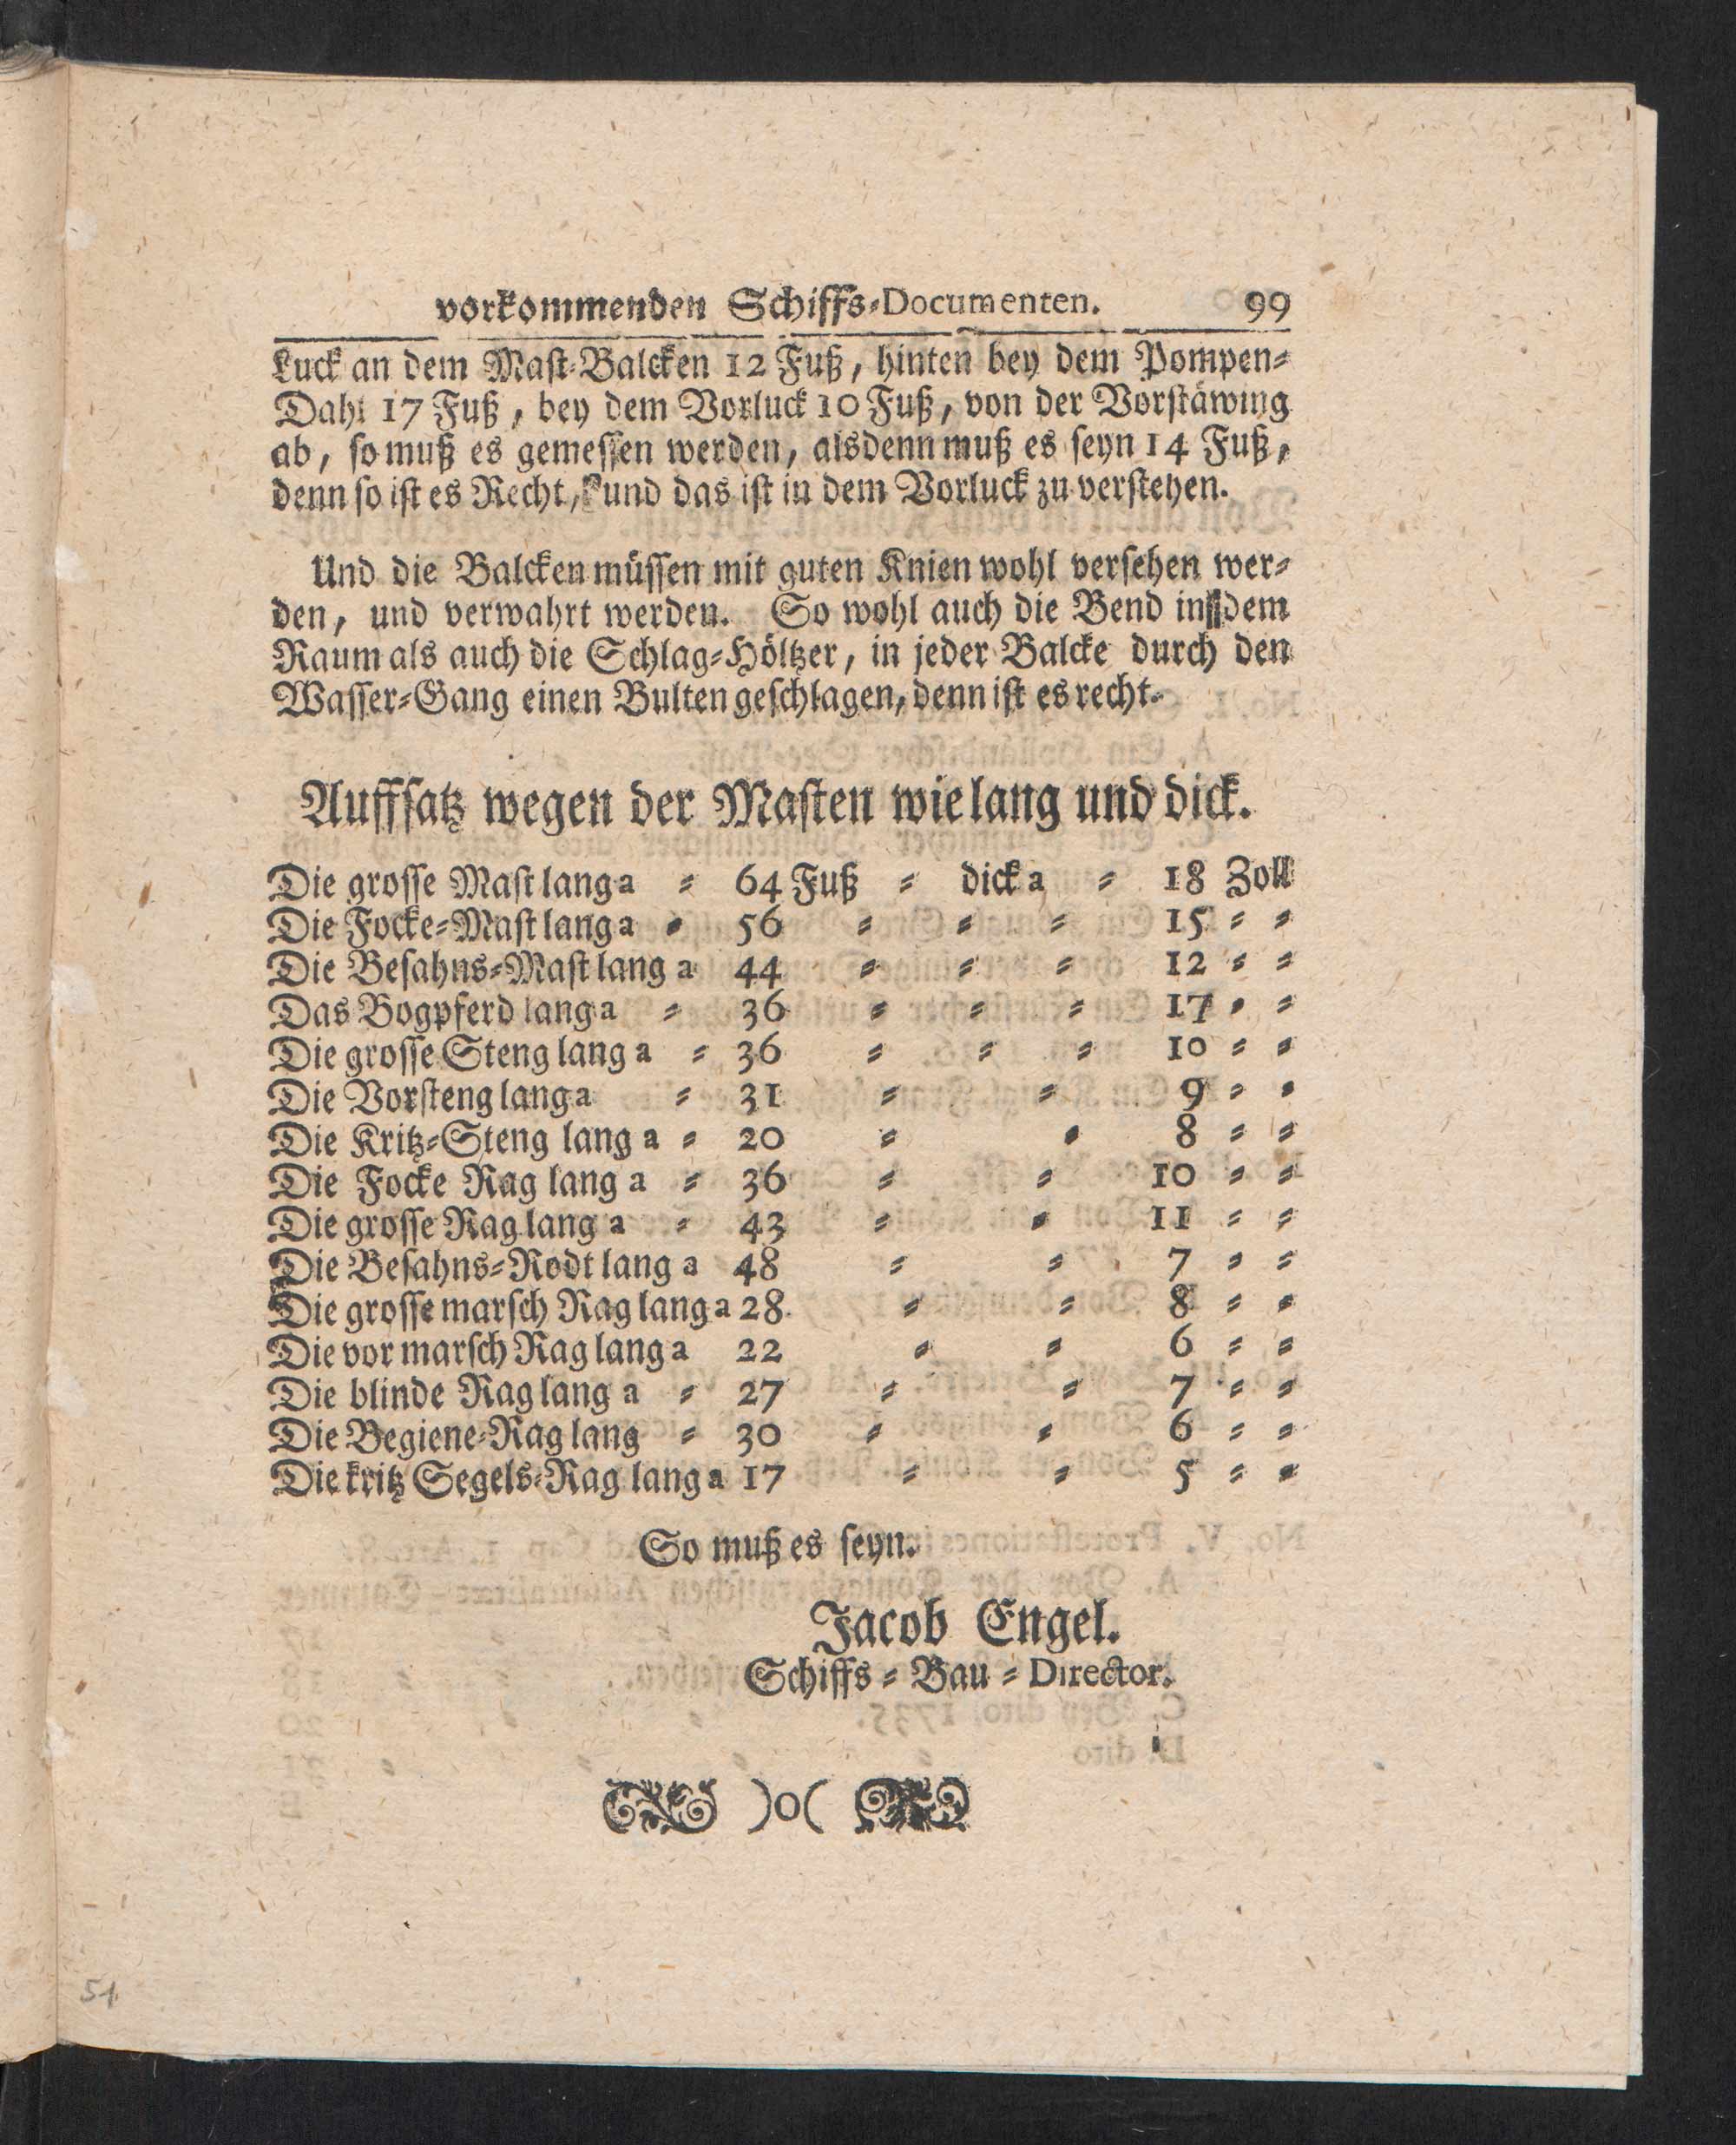 vorkommenden Schiffs-Documenten. 99
Luck an dem Mast-Balcken 12 Fuß, hinten bey dem Pompen-
Dahl 17 Fuß, bey dem Vorluck 10 Fuß, von der Vorstäwing
ab, so muß es gemessen werden, alsdenn muß es seyn 14 Fuß,
denn so ist es Recht, und das ist in dem Vorluck zu verstehen.
Und die Balcken müssen mit guten Knien wohl versehen wer-
den, und verwahrt werden. So wohl auch die Bend in dem
Raum als auch die Schlag-Höltzer, in jeder Balcke durch den
Wasser-Gang einen Bulten geschlagen, denn ist es recht.
Auffsatz wegen der Masten wie lang und dick.
Die grosse Mast lang a = 64 Fuß = dick a = 18 Zoll
Die Focke-Mast lang a = 56 = = = 15 = =
Die Besahns-Mast lang a 44 = = = 12 = =
Das Bogpferd lang a = 36 = = = 17 = =
Die grosse Steng lang a = 36 = = = 10 = =
Die Vorsteng lang a = 31 = = 9 = =
Die Kritz-Steng lang a = 20 = = 8 = =
Die Focke Rag lang a = 36 = = 10 = =
Die grosse Rag lang a = 43 = = 11 = =
Die Besahns-Rodt lang a 48 = = 7 = =
Die grosse marsch Rag lang a 28 = = 8 = =
Die vor marsch Rag lang a 22 = = 6 = =
Die blinde Rag lang a = 27 = = 7 = =
Die Begiene-Rag lang = 30 = = 6 = =
Die kritz Segels-Rag lang a 17 = = 5 = =
So muß es seyn.
Jacob Engel.
Schiffs-Bau-Director.
)o(
51